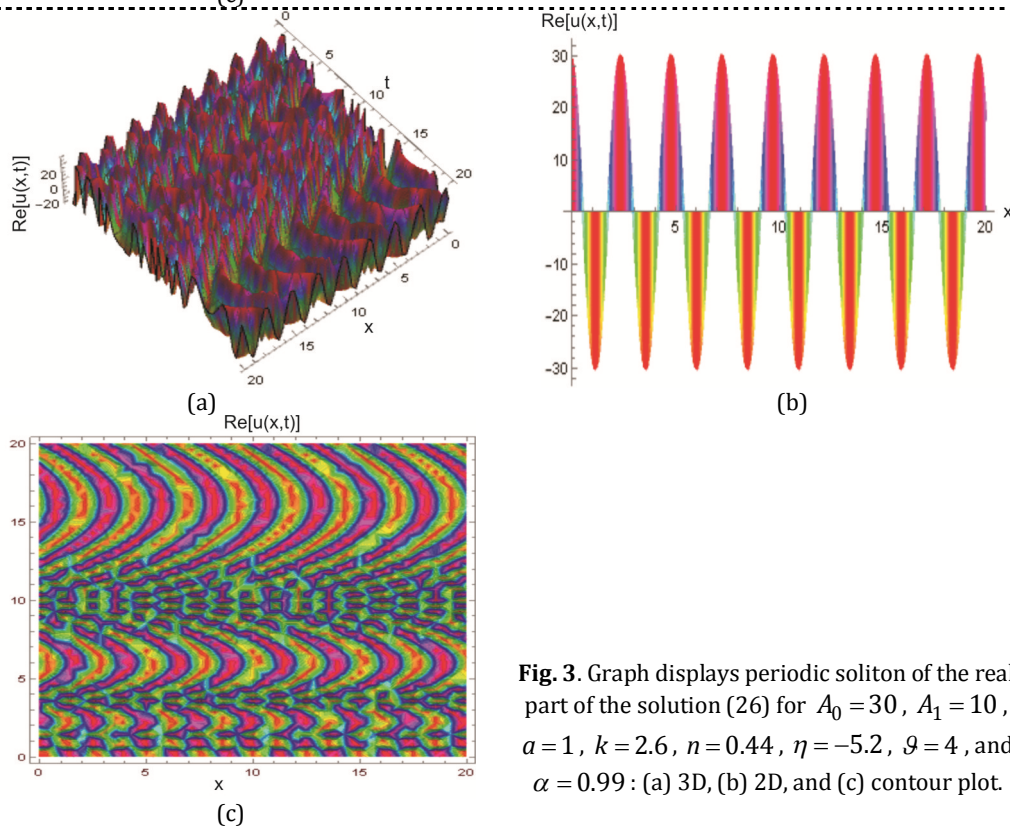 Re[u(x,t)]
0
5
t
10
15
20
Re[u(x,t)]
20
0
−20
0
5
10
x
15
20
(a)
30
20
10
x
5
10
15
20
−10
−20
−30
(b)
Re[u(x,t)]
20
15
10
5
0
0
5
10
15
20
x
(c)
Fig. 3. Graph displays periodic soliton of the real
part of the solution (26) for A₀ = 30 , A₁ = 10 ,
a = 1 , k = 2.6 , n = 0.44 , η = −5.2 , ϑ = 4 , and
α = 0.99 : (a) 3D, (b) 2D, and (c) contour plot.